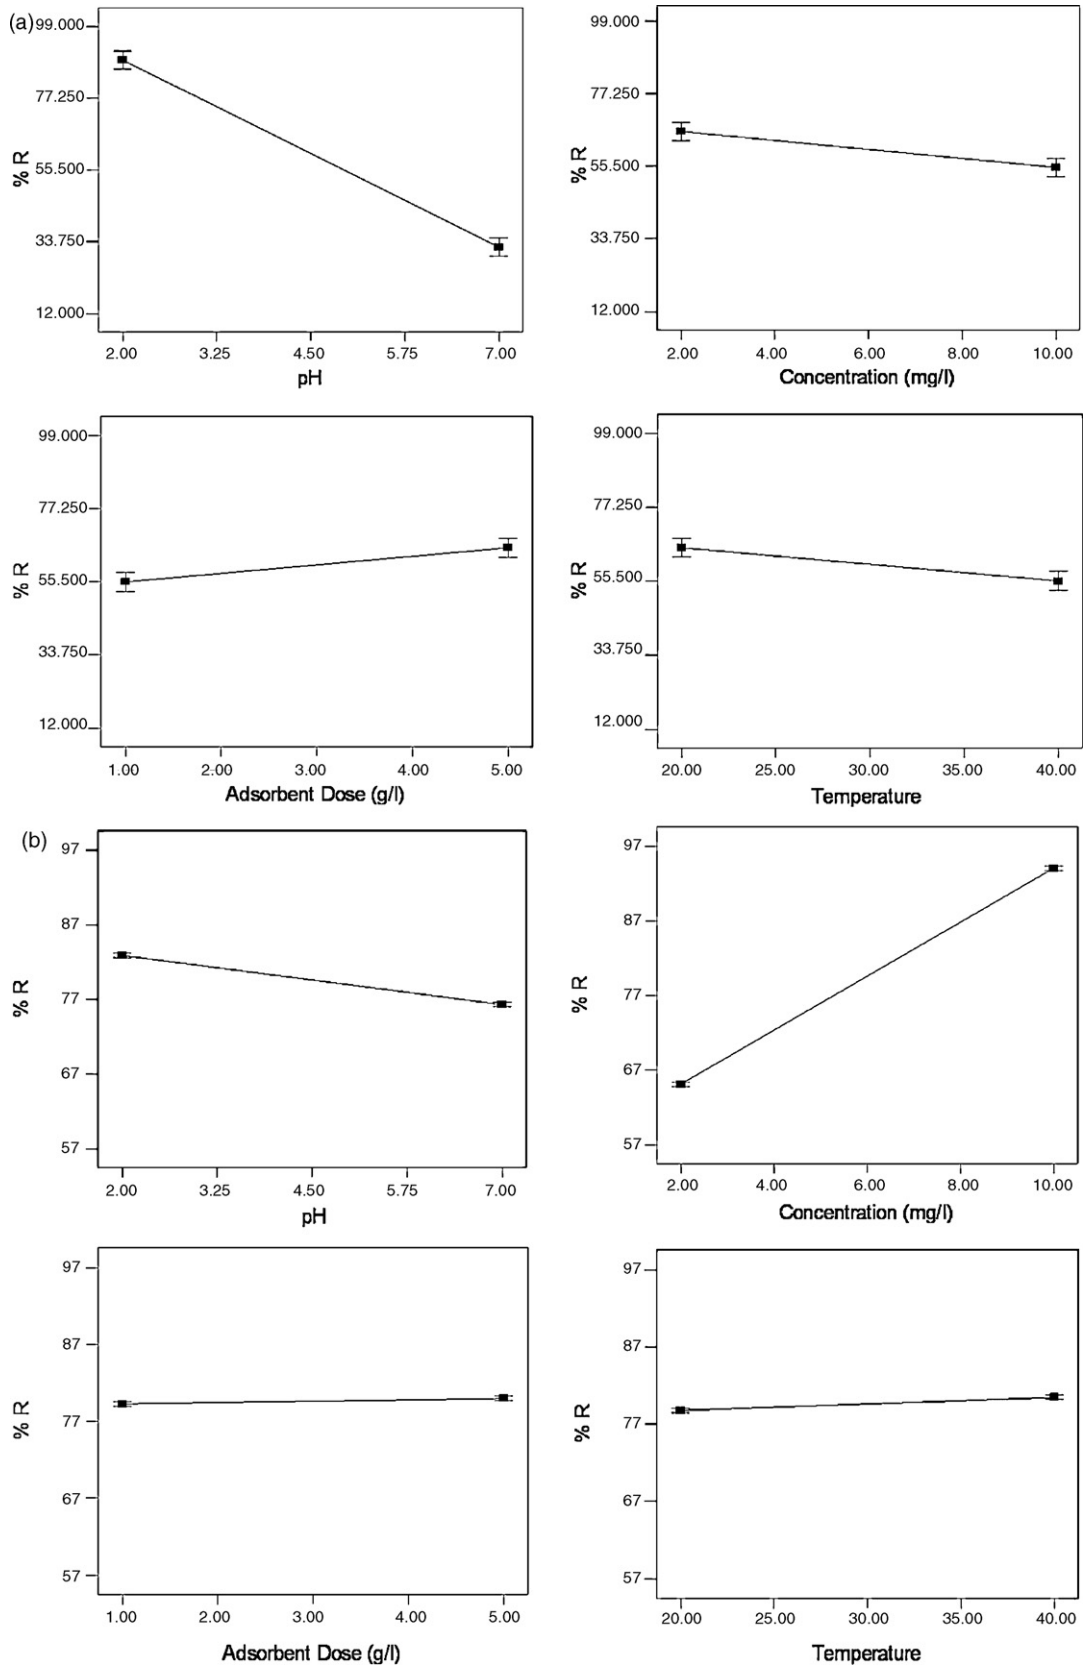 (a)
99.000
77.250
55.500
33.750
12.000
% R
2.00 3.25 4.50 5.75 7.00
pH
99.000
77.250
55.500
33.750
12.000
% R
2.00 4.00 6.00 8.00 10.00
Concentration (mg/l)
99.000
77.250
55.500
33.750
12.000
% R
1.00 2.00 3.00 4.00 5.00
Adsorbent Dose (g/l)
99.000
77.250
55.500
33.750
12.000
% R
20.00 25.00 30.00 35.00 40.00
Temperature
(b)
97
87
77
67
57
% R
2.00 3.25 4.50 5.75 7.00
pH
97
87
77
67
57
% R
2.00 4.00 6.00 8.00 10.00
Concentration (mg/l)
97
87
77
67
57
% R
1.00 2.00 3.00 4.00 5.00
Adsorbent Dose (g/l)
97
87
77
67
57
% R
20.00 25.00 30.00 35.00 40.00
Temperature